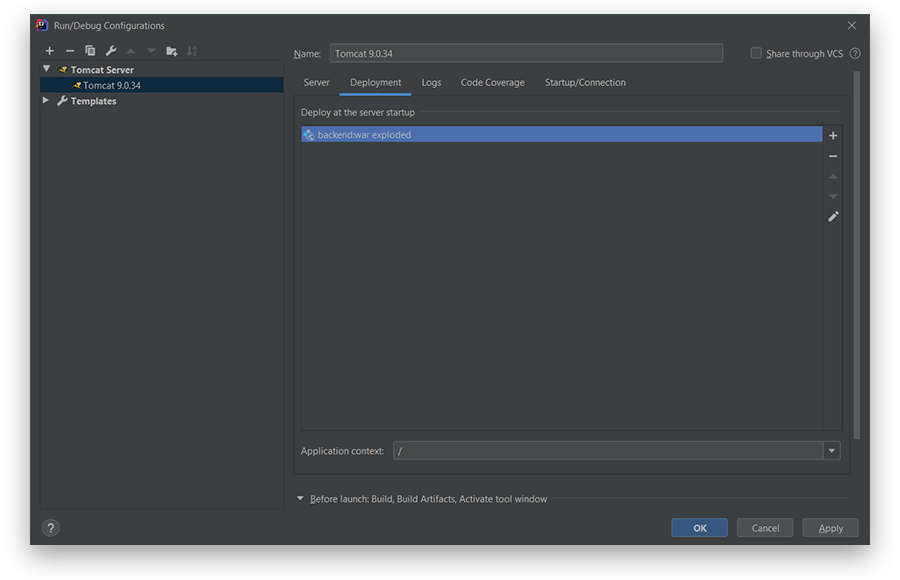 Run/Debug Configurations
Tomcat Server
Tomcat 9.0.34
Templates
Name: Tomcat 9.0.34
Share through VCS ?
Server Deployment Logs Code Coverage Startup/Connection
Deploy at the server startup
backend:war exploded
Application context: /
Before launch: Build, Build Artifacts, Activate tool window
? OK Cancel Apply